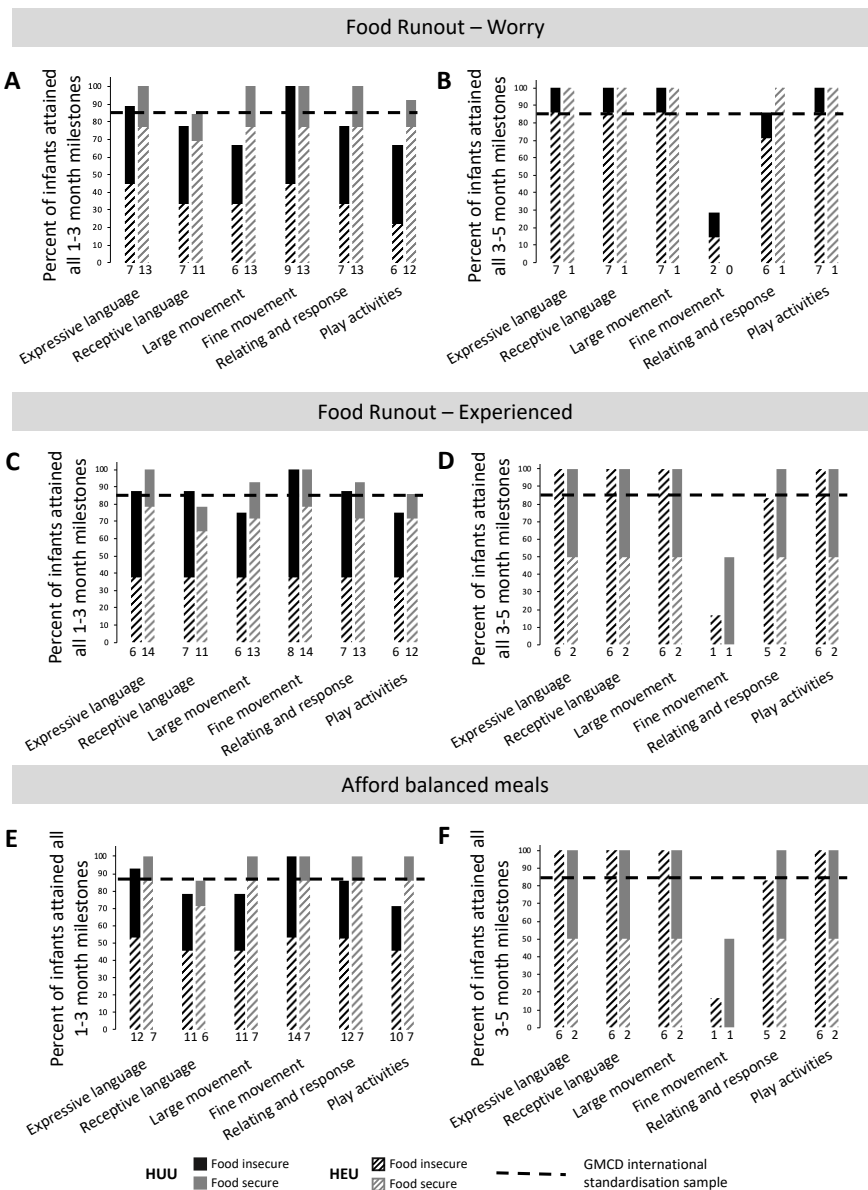 Food Runout – Worry
A
Percent of infants attained
all 1-3 month milestones
100
90
80
70
60
50
40
30
20
10
0
7 13 7 11 6 13 9 13 7 13 6 12
Expressive language
Receptive language
Large movement
Fine movement
Relating and response
Play activities
B
Percent of infants attained
all 3-5 month milestones
100
90
80
70
60
50
40
30
20
10
0
7 1 7 1 7 1 2 0 6 1 7 1
Expressive language
Receptive language
Large movement
Fine movement
Relating and response
Play activities
Food Runout – Experienced
C
Percent of infants attained
all 1-3 month milestones
100
90
80
70
60
50
40
30
20
10
0
6 14 7 11 6 13 8 14 7 13 6 12
Expressive language
Receptive language
Large movement
Fine movement
Relating and response
Play activities
D
Percent of infants attained
all 3-5 month milestones
100
90
80
70
60
50
40
30
20
10
0
6 2 6 2 6 2 1 1 5 2 6 2
Expressive language
Receptive language
Large movement
Fine movement
Relating and response
Play activities
Afford balanced meals
E
Percent of infants attained all
1-3 month milestones
100
90
80
70
60
50
40
30
20
10
0
12 7 11 6 11 7 14 7 12 7 10 7
Expressive language
Receptive language
Large movement
Fine movement
Relating and response
Play activities
F
Percent of infants attained all
3-5 month milestones
100
90
80
70
60
50
40
30
20
10
0
6 2 6 2 6 2 1 1 5 2 6 2
Expressive language
Receptive language
Large movement
Fine movement
Relating and response
Play activities
HUU
Food insecure
Food secure
HEU
Food insecure
Food secure
GMCD international
standardisation sample